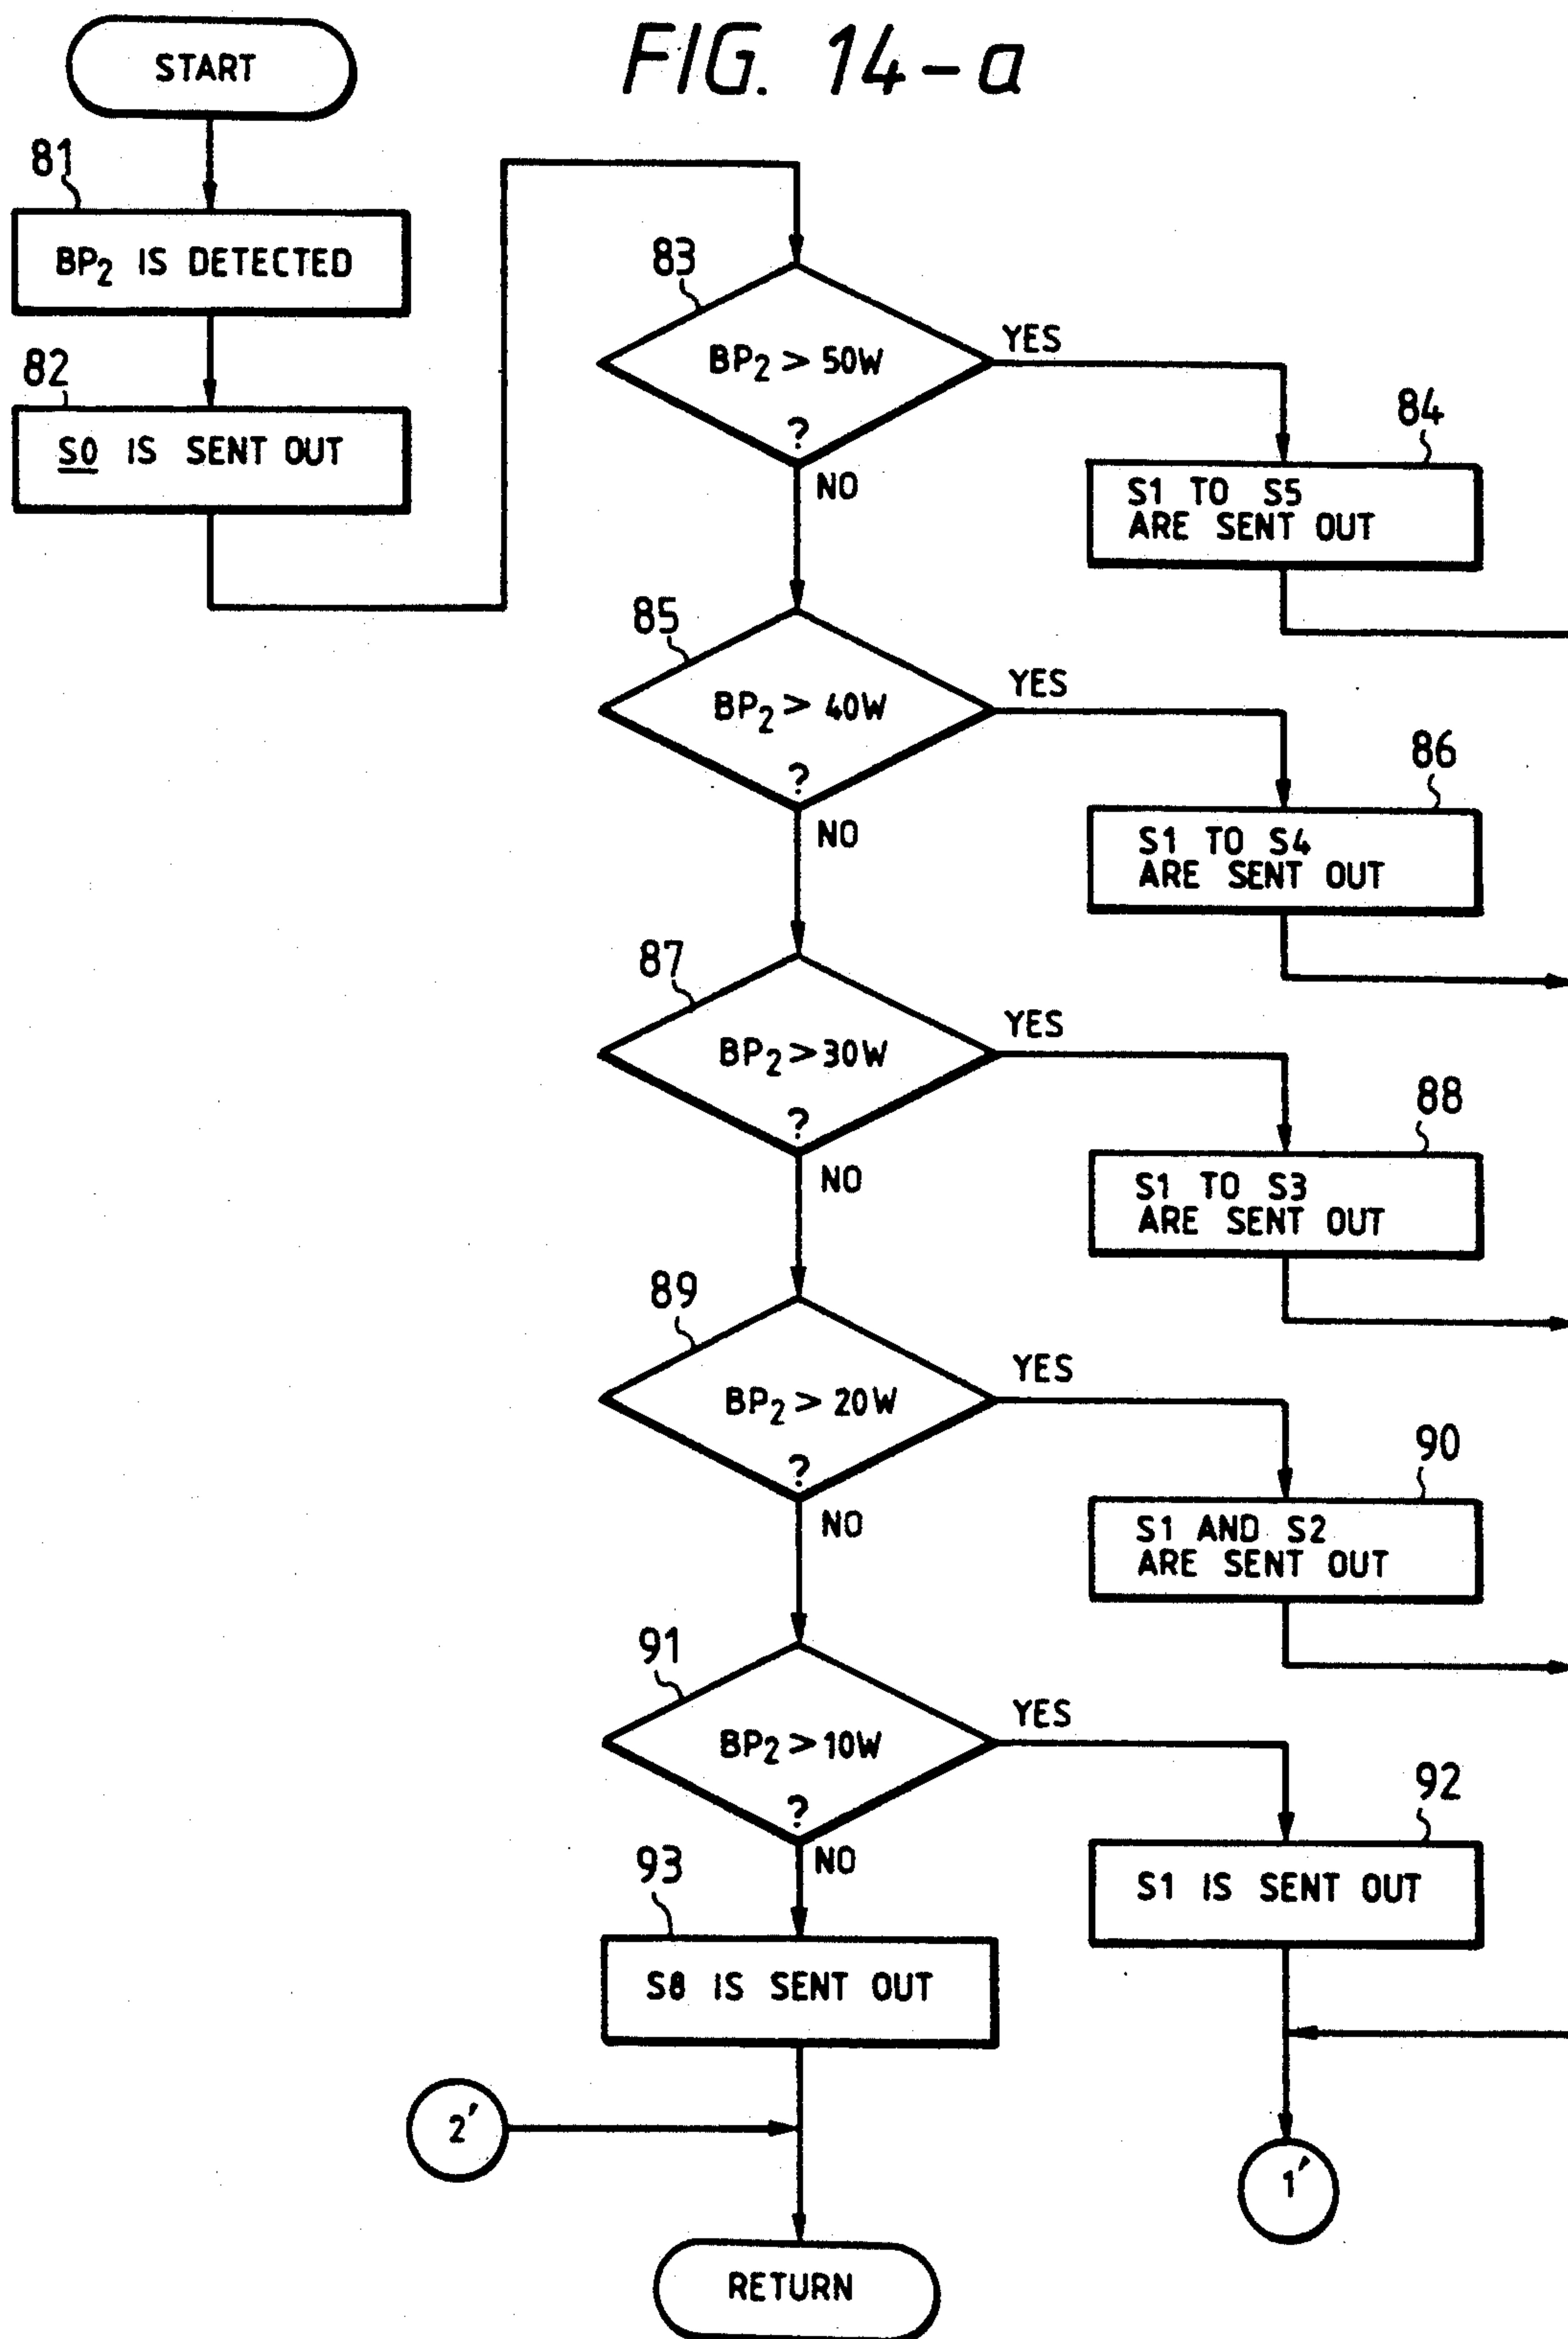 FIG. 14-a
START
81
BP2 IS DETECTED
82
S0 IS SENT OUT
83
BP2 > 50W
?
YES
NO
84
S1 TO S5
ARE SENT OUT
85
BP2 > 40W
?
YES
NO
86
S1 TO S4
ARE SENT OUT
87
BP2 > 30W
?
YES
NO
88
S1 TO S3
ARE SENT OUT
89
BP2 > 20W
?
YES
NO
90
S1 AND S2
ARE SENT OUT
91
BP2 > 10W
?
YES
NO
92
S1 IS SENT OUT
93
S8 IS SENT OUT
2'
1'
RETURN